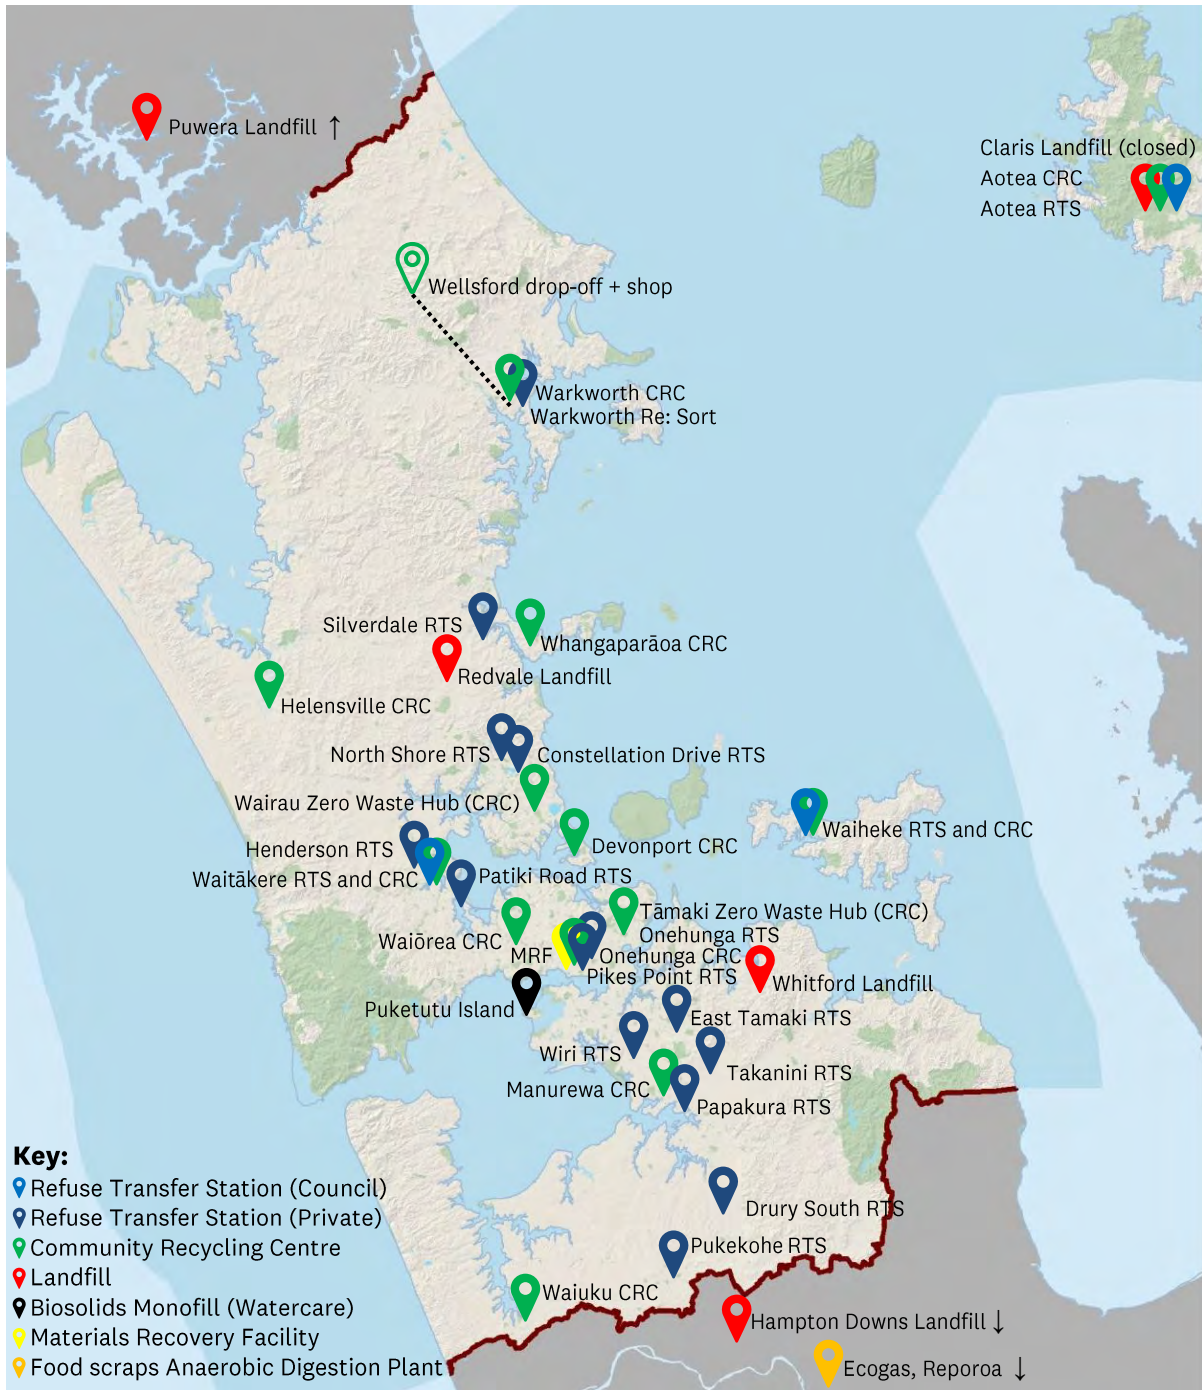 Puwera Landfill ↑
Claris Landfill (closed)
Aotea CRC
Aotea RTS
Wellsford drop-off + shop
Warkworth CRC
Warkworth Re: Sort
Silverdale RTS
Whangaparāoa CRC
Redvale Landfill
Helensville CRC
North Shore RTS
Constellation Drive RTS
Wairau Zero Waste Hub (CRC)
Waiheke RTS and CRC
Devonport CRC
Henderson RTS
Waitākere RTS and CRC
Patiki Road RTS
Tāmaki Zero Waste Hub (CRC)
Onehunga RTS
Waiōrea CRC
MRF
Onehunga CRC
Pikes Point RTS
Whitford Landfill
Puketutu Island
East Tamaki RTS
Wiri RTS
Takanini RTS
Manurewa CRC
Papakura RTS
Drury South RTS
Pukekohe RTS
Waiuku CRC
Hampton Downs Landfill ↓
Ecogas, Reporoa ↓
Key:
Refuse Transfer Station (Council)
Refuse Transfer Station (Private)
Community Recycling Centre
Landfill
Biosolids Monofill (Watercare)
Materials Recovery Facility
Food scraps Anaerobic Digestion Plant